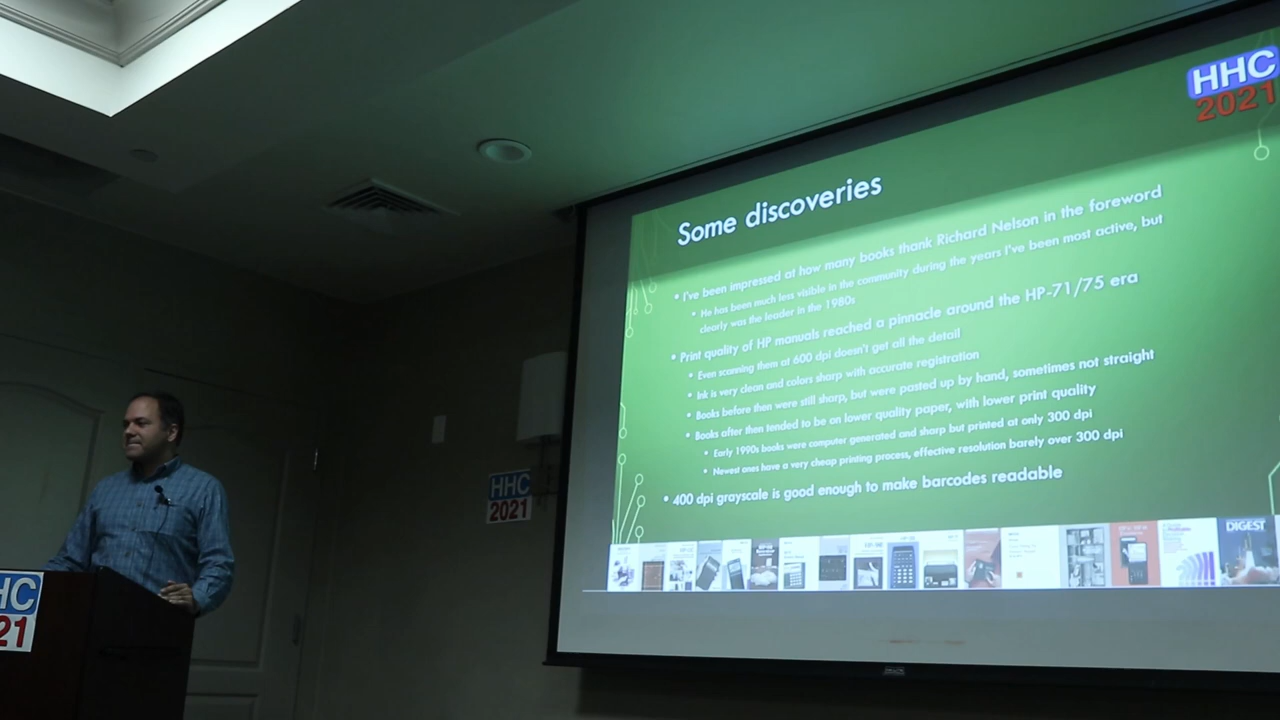 HHC
2021
Some discoveries
• I've been impressed at how many books thank Richard Nelson in the foreword
• He has been much less visible in the community during the years I've been most active, but
clearly was the leader in the 1980s
• Print quality of HP manuals reached a pinnacle around the HP-71/75 era
• Even scanning them at 600 dpi doesn't get all the detail
• Ink is very clean and colors sharp with accurate registration
• Books before then were still sharp, but were pasted up by hand, sometimes not straight
• Books after then tended to be on lower quality paper, with lower print quality
• Early 1990s books were computer generated and sharp but printed at only 300 dpi
• Newest ones have a very cheap printing process, effective resolution barely over 300 dpi
• 400 dpi grayscale is good enough to make barcodes readable
DIGEST
HHC
2021
HC
21